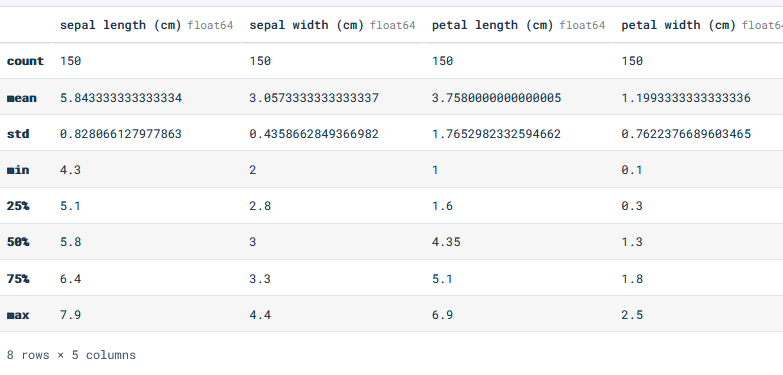 sepal length (cm) float64 sepal width (cm) float64 petal length (cm) float64 petal width (cm)
count 150 150 150 150
mean 5.843333333333334 3.0573333333333337 3.7580000000000005 1.1993333333333336
std 0.828066127977863 0.4358662849366982 1.7652982332594662 0.7622376689603465
min 4.3 2 1 0.1
25% 5.1 2.8 1.6 0.3
50% 5.8 3 4.35 1.3
75% 6.4 3.3 5.1 1.8
max 7.9 4.4 6.9 2.5
8 rows × 5 columns